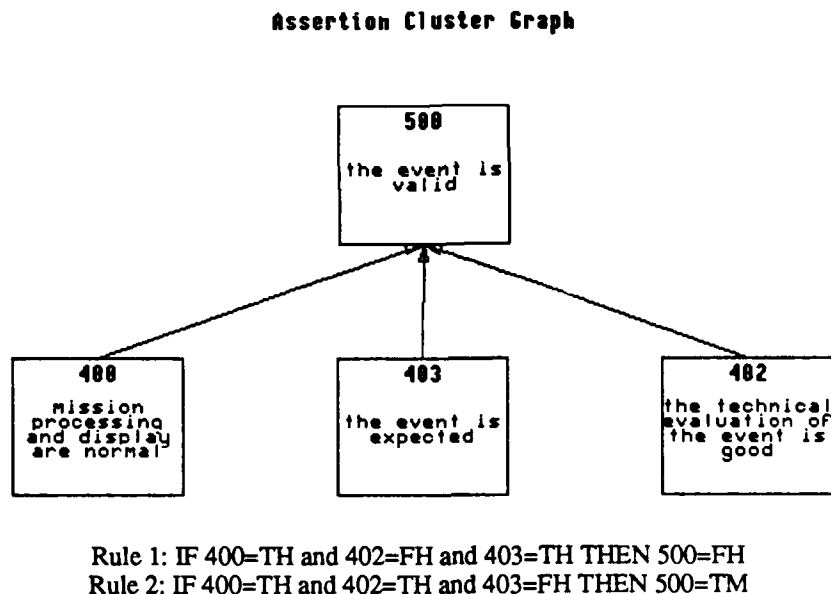 Assertion Cluster Graph
500
the event is
valid
400
mission
processing
and display
are normal
403
the event is
expected
402
the technical
evaluation of
the event is
good
Rule 1: IF 400=TH and 402=FH and 403=TH THEN 500=FH
Rule 2: IF 400=TH and 402=TH and 403=FH THEN 500=TM